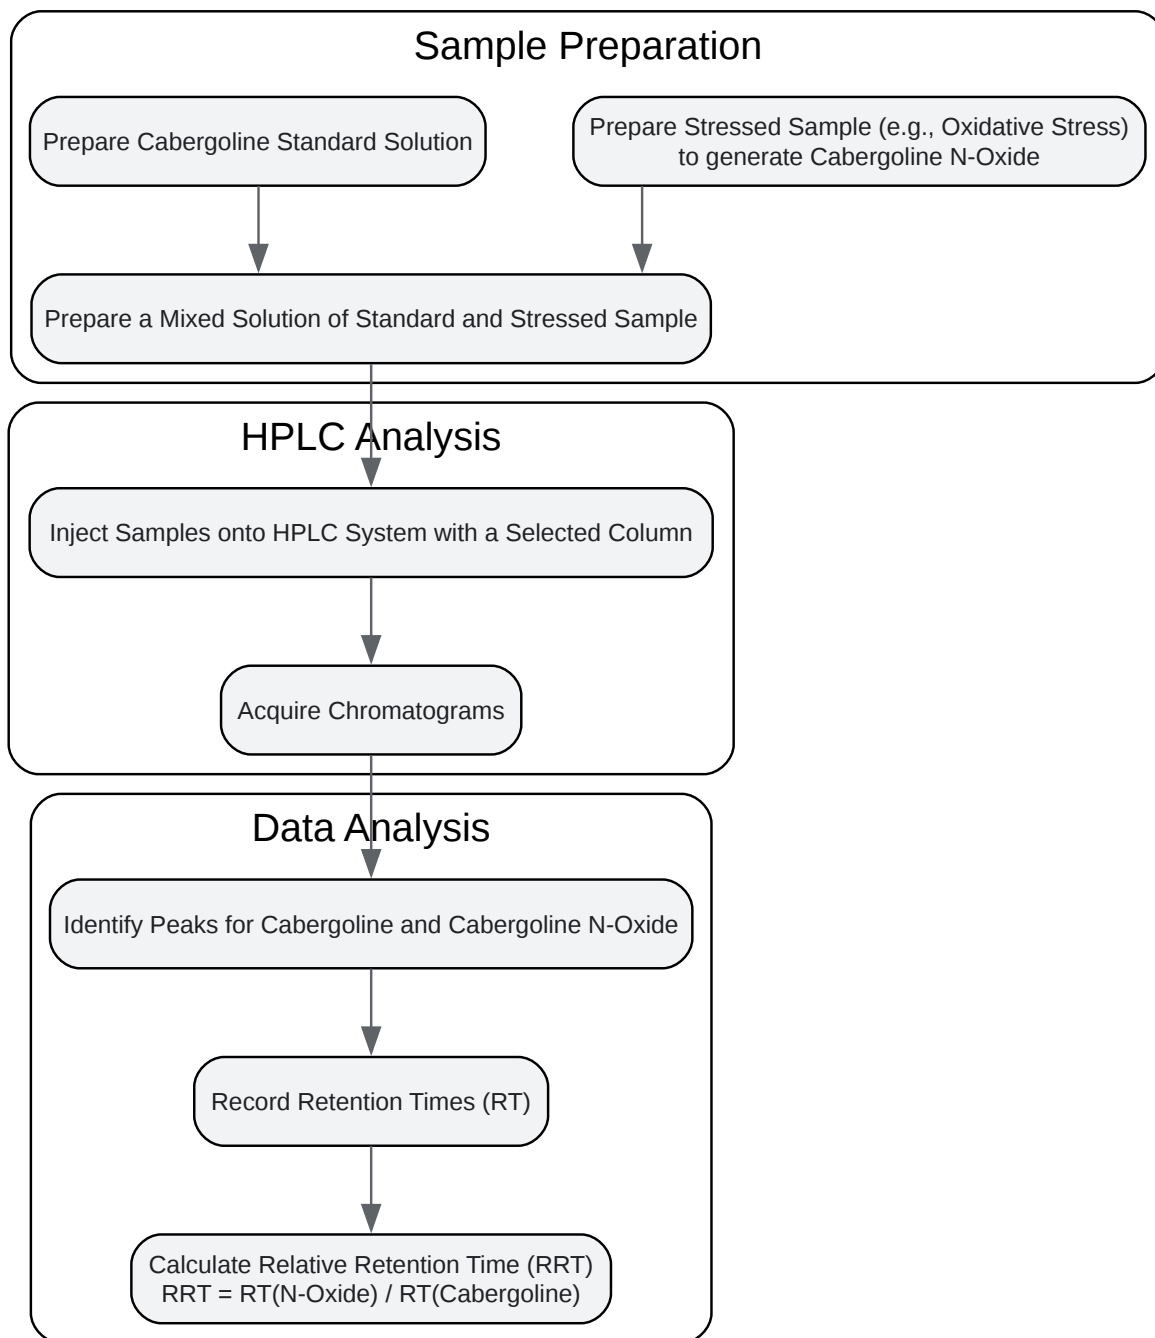 Sample Preparation
Prepare Cabergoline Standard Solution
Prepare Stressed Sample (e.g., Oxidative Stress)
to generate Cabergoline N-Oxide
Prepare a Mixed Solution of Standard and Stressed Sample
HPLC Analysis
Inject Samples onto HPLC System with a Selected Column
Acquire Chromatograms
Data Analysis
Identify Peaks for Cabergoline and Cabergoline N-Oxide
Record Retention Times (RT)
Calculate Relative Retention Time (RRT)
RRT = RT(N-Oxide) / RT(Cabergoline)